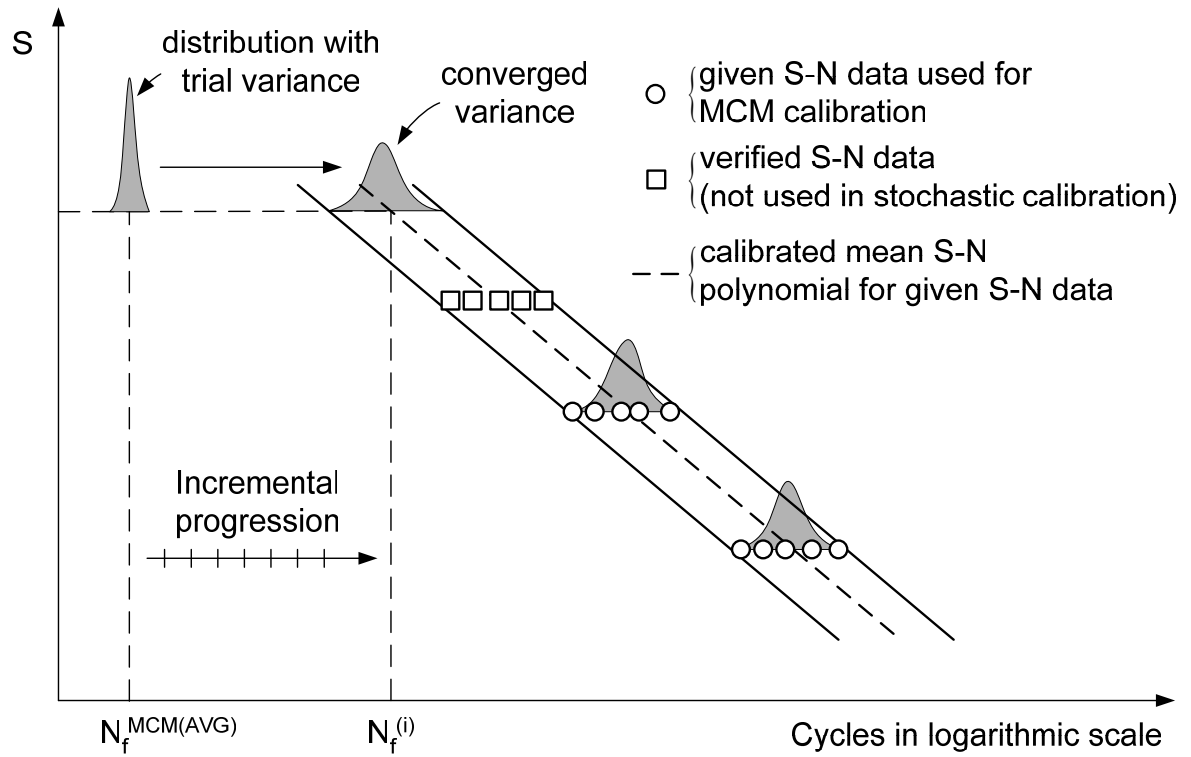 S
distribution with
trial variance
converged
variance
given S-N data used for
MCM calibration
verified S-N data
(not used in stochastic calibration)
calibrated mean S-N
polynomial for given S-N data
Incremental
progression
N_f^MCM(AVG)
N_f^(i)
Cycles in logarithmic scale